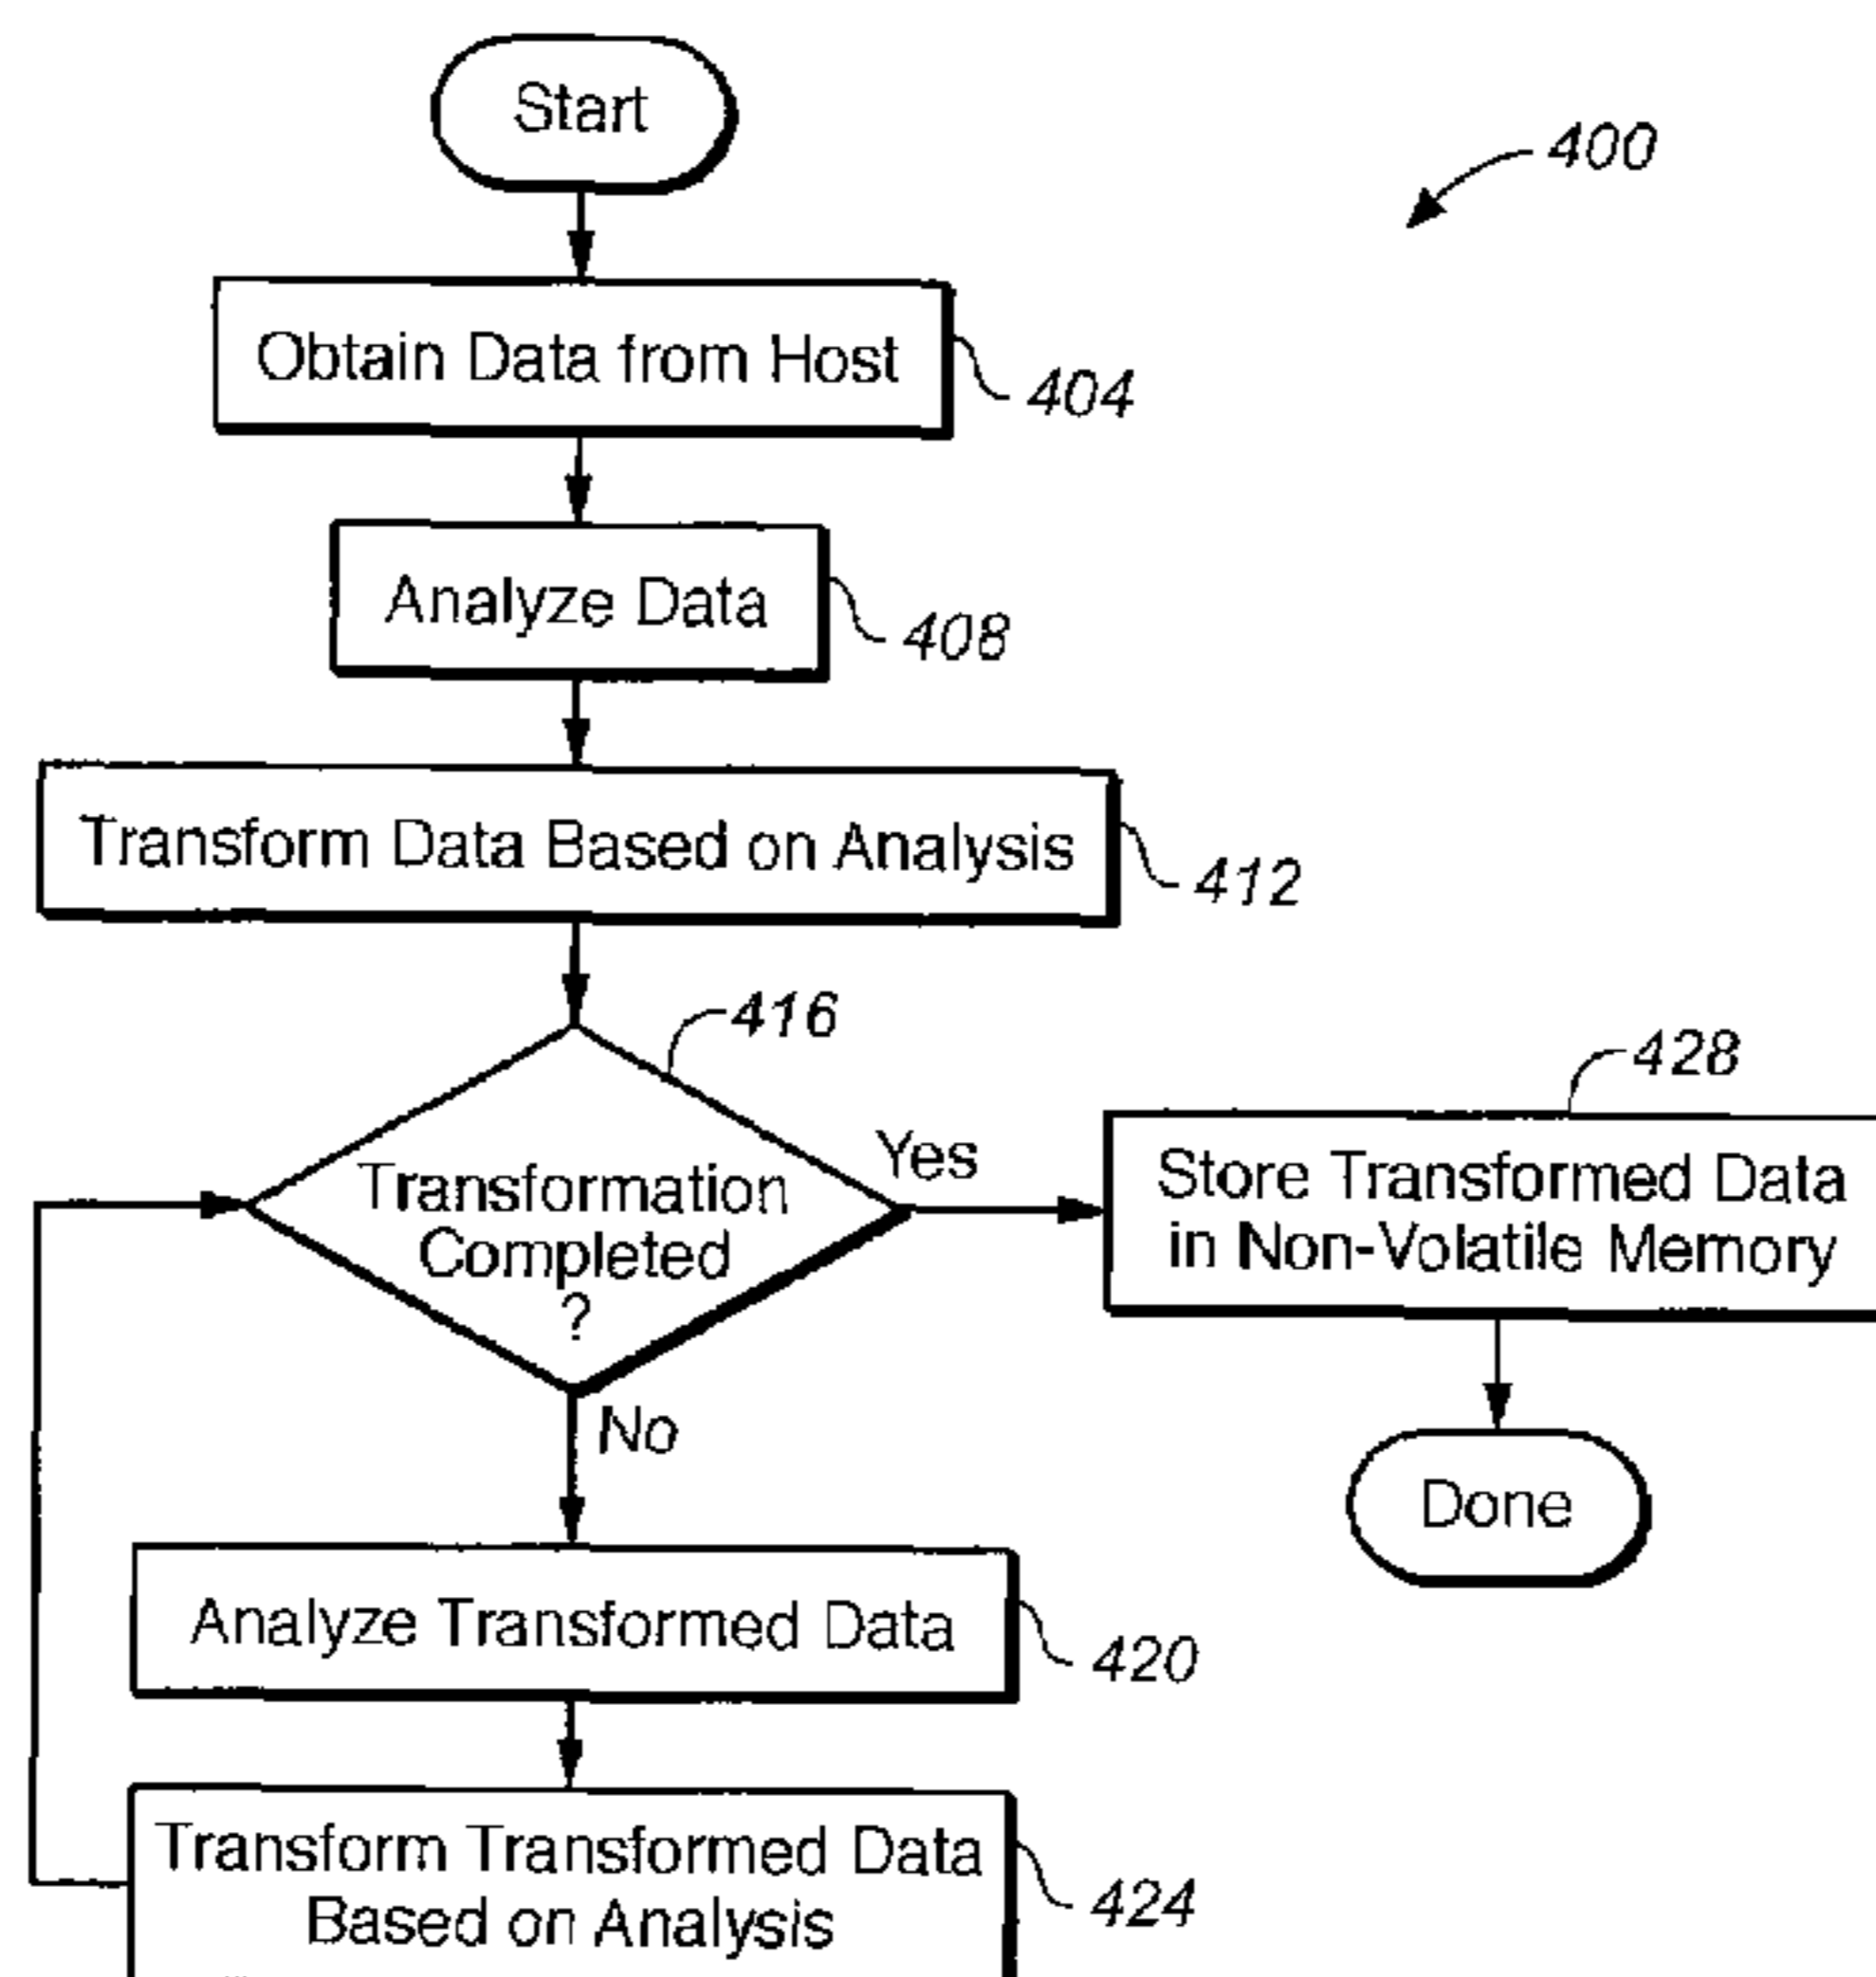 Start
400
Obtain Data from Host
404
Analyze Data
408
Transform Data Based on Analysis
412
416
Transformation
Completed
?
Yes
No
428
Store Transformed Data
in Non-Volatile Memory
Done
Analyze Transformed Data
420
Transform Transformed Data
Based on Analysis
424